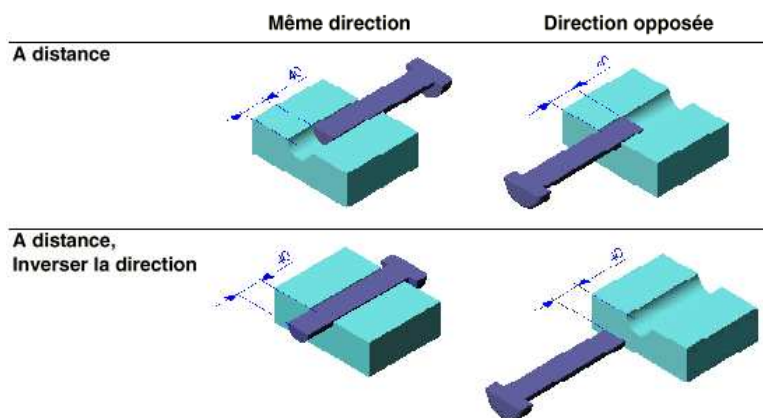 Même direction
Direction opposée
A distance
40
40
A distance,
Inverser la direction
40
40